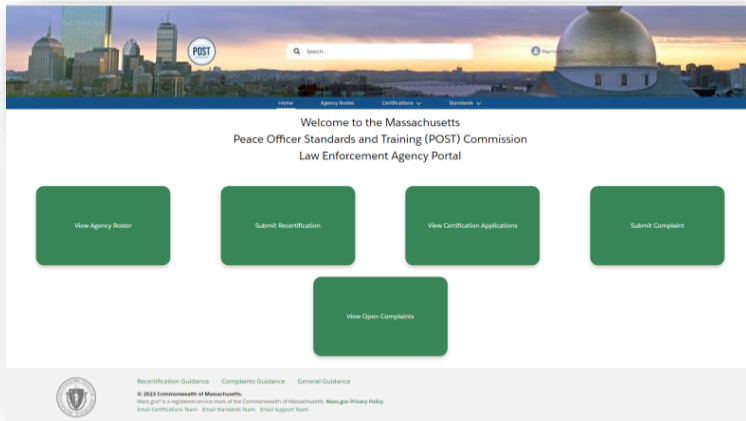 POST
Search...
Home Agency Roster Certifications Standards
Welcome to the Massachusetts
Peace Officer Standards and Training (POST) Commission
Law Enforcement Agency Portal
View Agency Roster
Submit Recertification
View Certification Applications
Submit Complaint
View Open Complaints
Recertification Guidance Complaints Guidance General Guidance
© 2023 Commonwealth of Massachusetts.
Mass.gov® is a registered service mark of the Commonwealth of Massachusetts. Mass.gov Privacy Policy
Email Certifications Team Email Standards Team Email Support Team